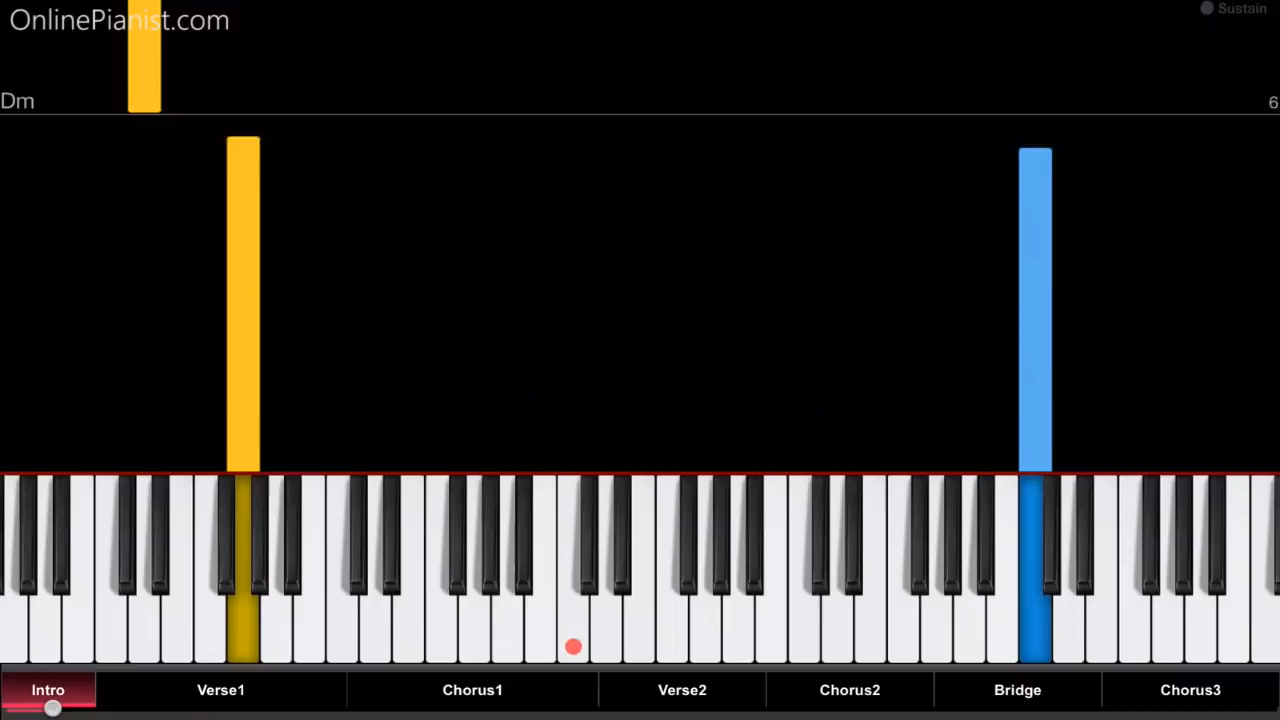 OnlinePianist.com
Sustain
Dm
6
Intro
Verse1
Chorus1
Verse2
Chorus2
Bridge
Chorus3